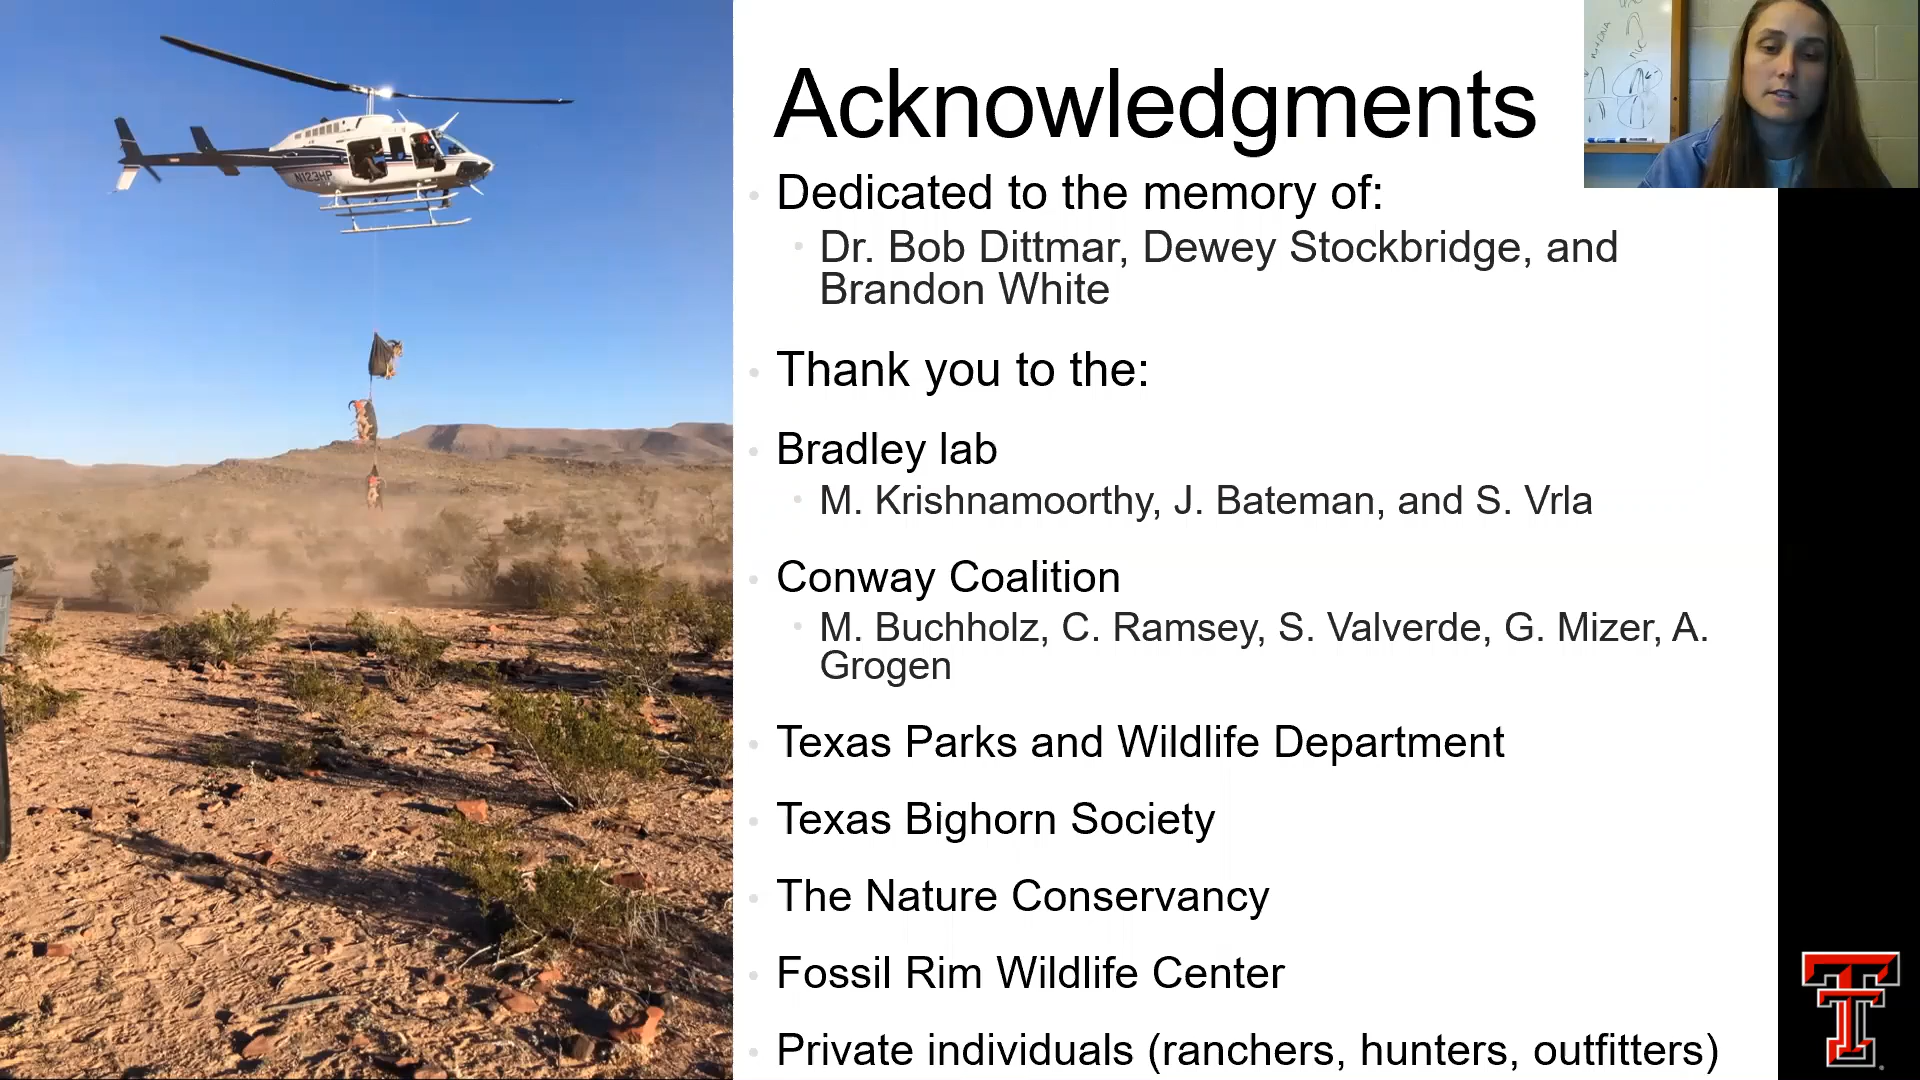 Acknowledgments
Dedicated to the memory of:
Dr. Bob Dittmar, Dewey Stockbridge, and
Brandon White
Thank you to the:
Bradley lab
M. Krishnamoorthy, J. Bateman, and S. Vrla
Conway Coalition
M. Buchholz, C. Ramsey, S. Valverde, G. Mizer, A.
Grogen
Texas Parks and Wildlife Department
Texas Bighorn Society
The Nature Conservancy
Fossil Rim Wildlife Center
Private individuals (ranchers, hunters, outfitters)
N123HP